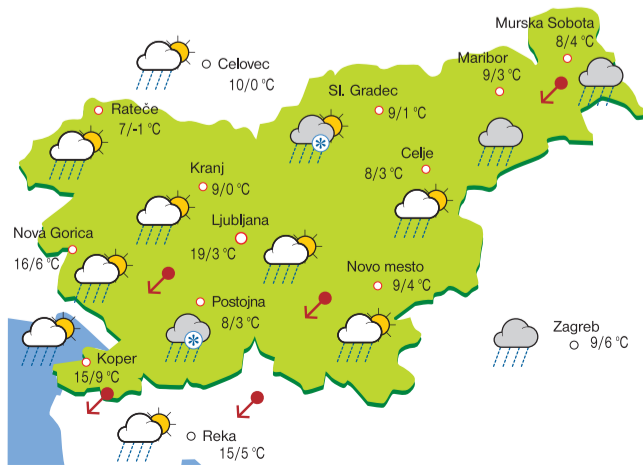 Murska Sobota
8/4 °C
Celovec
10/0 °C
Maribor
9/3 °C
Sl. Gradec
9/1 °C
Rateče
7/-1 °C
Celje
8/3 °C
Kranj
9/0 °C
Ljubljana
19/3 °C
Nova Gorica
16/6 °C
Novo mesto
9/4 °C
Postojna
8/3 °C
Zagreb
9/6 °C
Koper
15/9 °C
Reka
15/5 °C